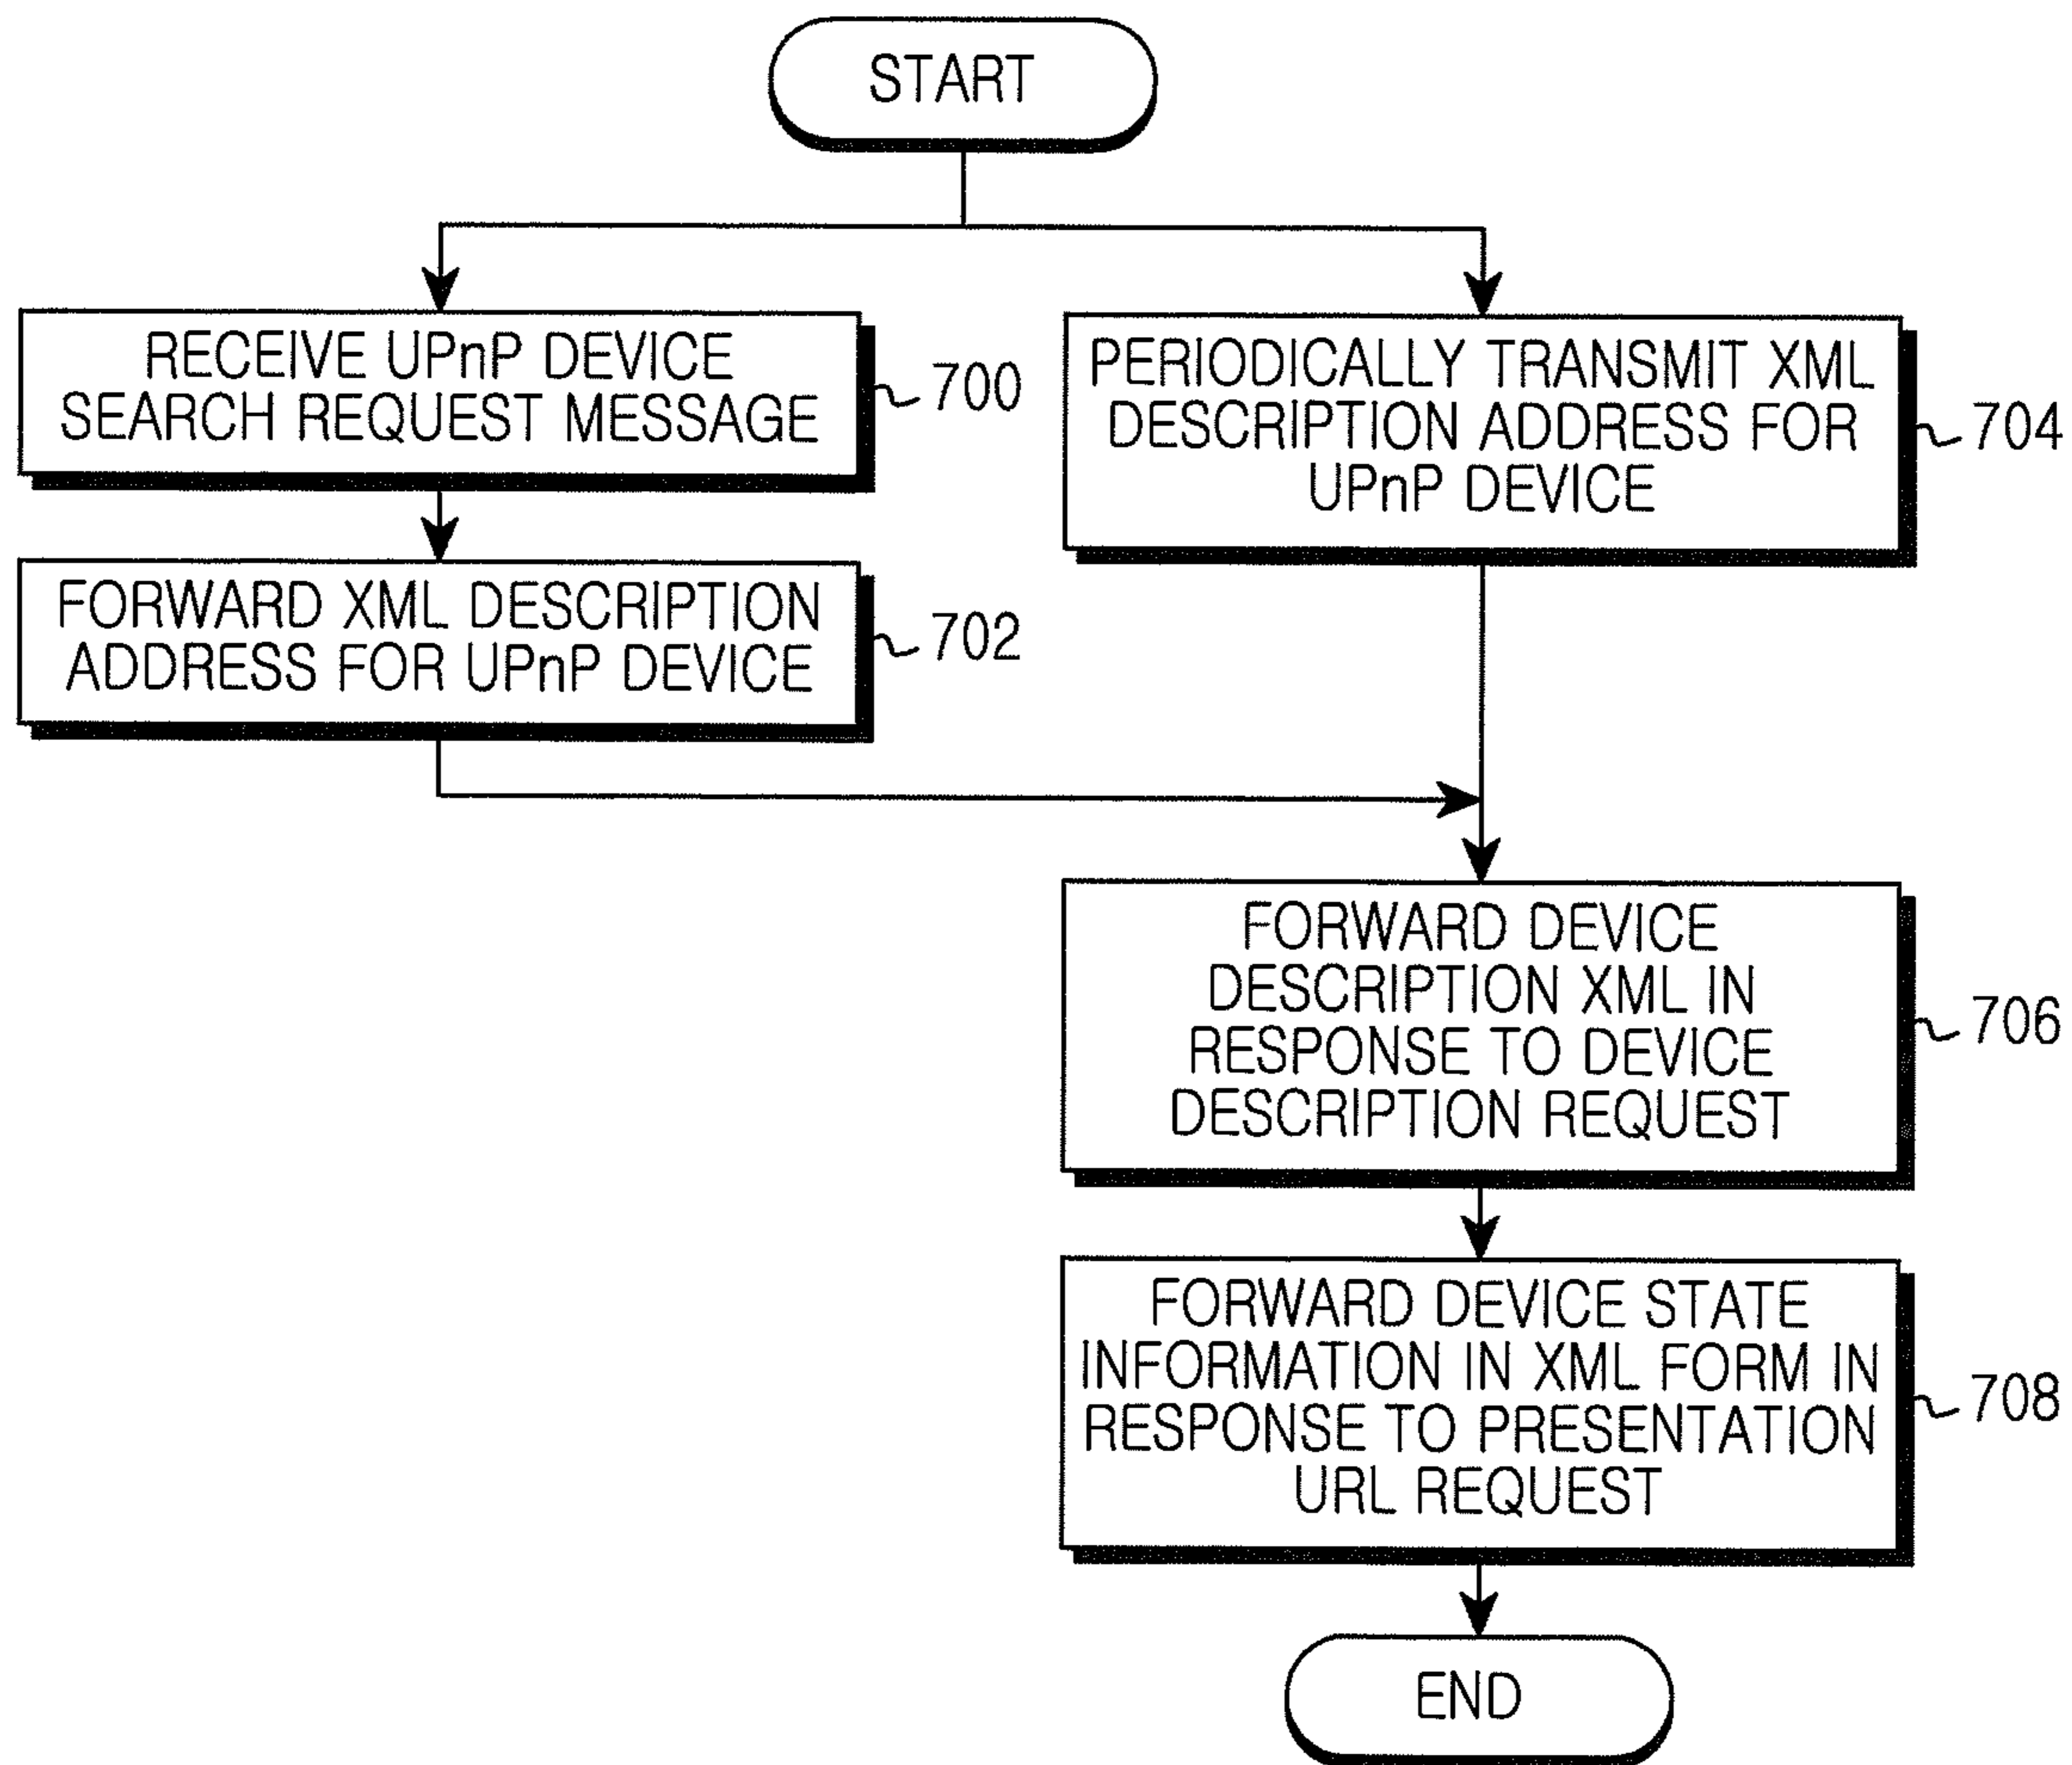 START
RECEIVE UPnP DEVICE
SEARCH REQUEST MESSAGE
700
PERIODICALLY TRANSMIT XML
DESCRIPTION ADDRESS FOR
UPnP DEVICE
704
FORWARD XML DESCRIPTION
ADDRESS FOR UPnP DEVICE
702
FORWARD DEVICE
DESCRIPTION XML IN
RESPONSE TO DEVICE
DESCRIPTION REQUEST
706
FORWARD DEVICE STATE
INFORMATION IN XML FORM IN
RESPONSE TO PRESENTATION
URL REQUEST
708
END